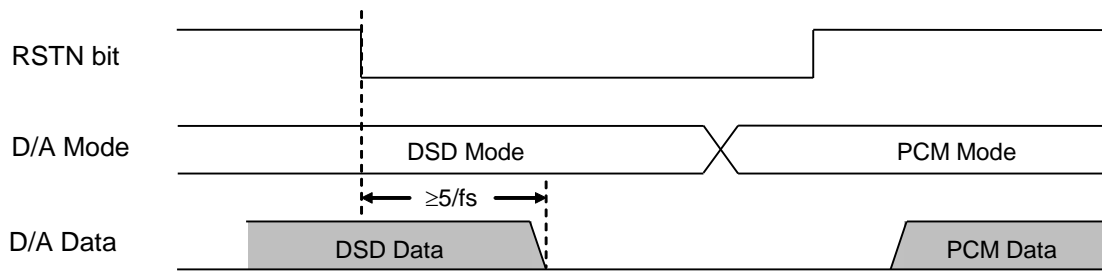 RSTN bit
D/A Mode
DSD Mode
PCM Mode
≥5/fs
D/A Data
DSD Data
PCM Data